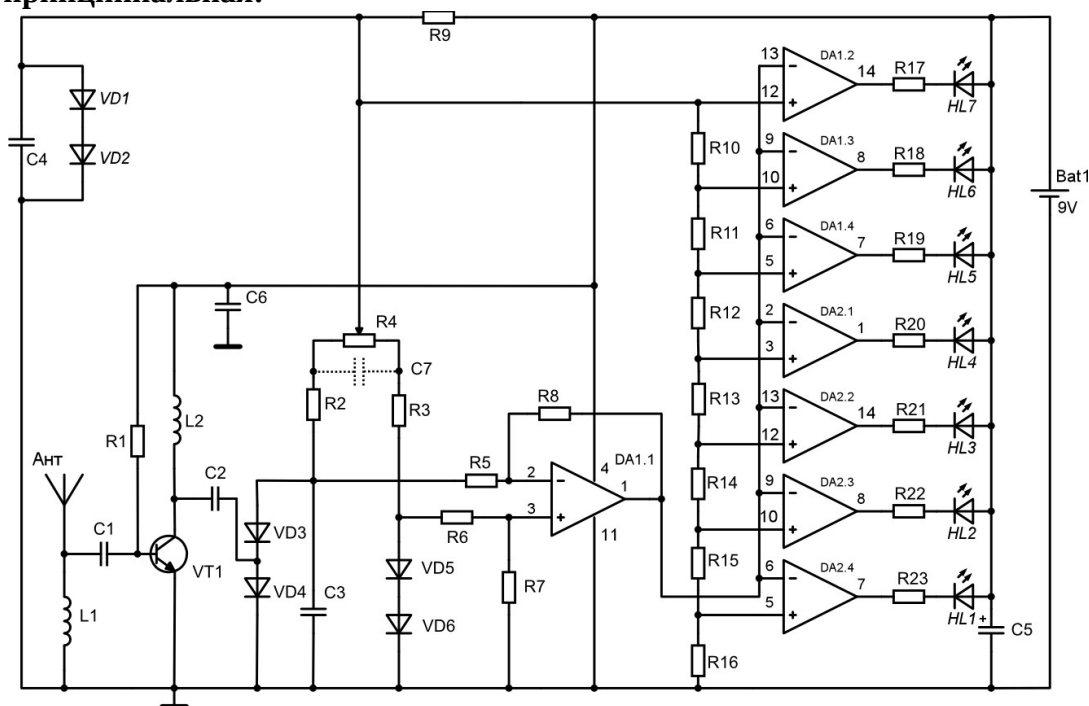 принципиальная:
R9
13
DA1.2
14
R17
HL7
12
VD1
C4
VD2
R10
9
DA1.3
8
R18
HL6
10
Bat1
9V
R11
6
DA1.4
7
R19
HL5
5
C6
R12
2
DA2.1
1
R20
HL4
3
R4
C7
R13
13
DA2.2
14
R21
HL3
12
R2
R3
R8
L2
R1
Ант
C2
R5
2
4
DA1.1
1
R14
9
DA2.3
8
R22
HL2
10
C1
VT1
VD3
R6
3
11
R15
VD4
C3
VD5
R7
6
DA2.4
7
R23
HL1
5
L1
VD6
R16
+
C5